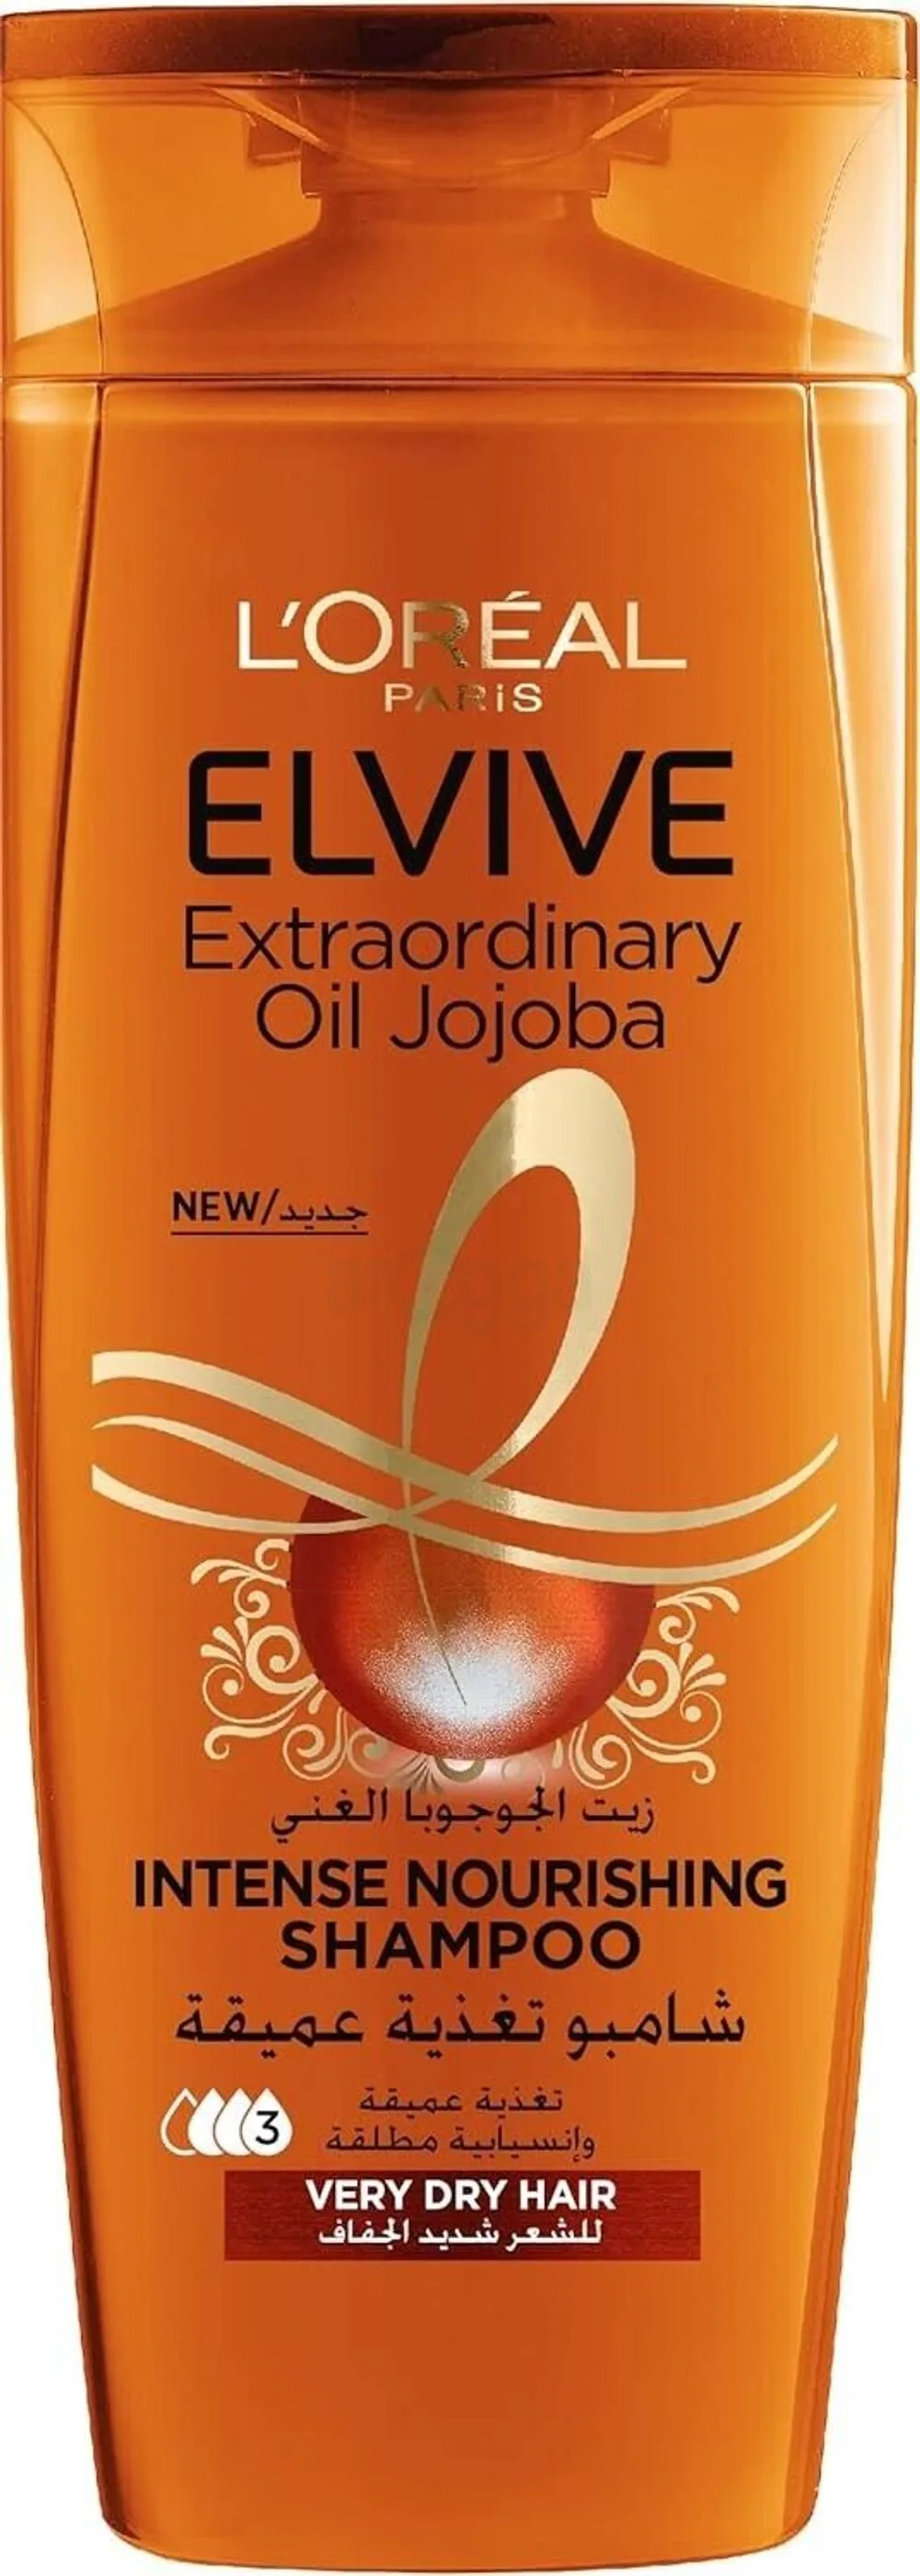 L'ORÉAL
PARiS
ELVIVE
Extraordinary
Oil Jojoba
NEW/جديد
زيت الجوجوبا الغني
INTENSE NOURISHING
SHAMPOO
شامبو تغذية عميقة
3
تغذية عميقة
وإنسيابية مطلقة
VERY DRY HAIR
للشعر شديد الجفاف